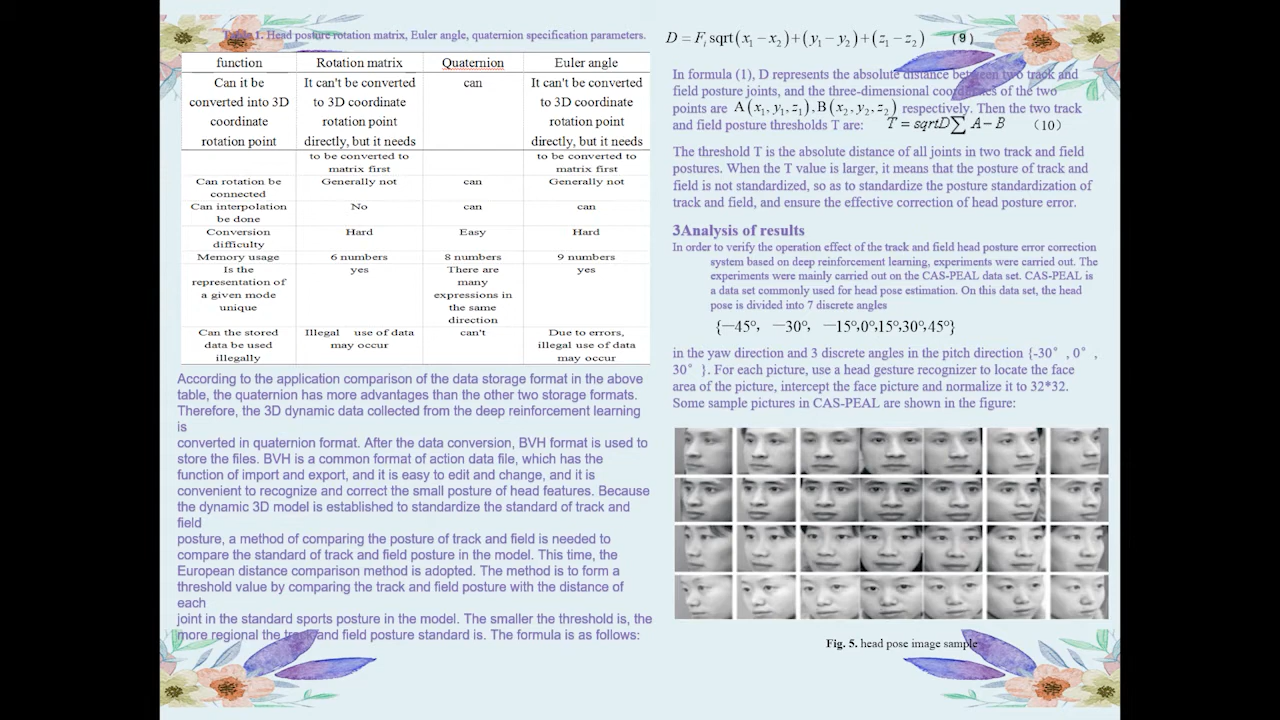 Table 1. Head posture rotation matrix, Euler angle, quaternion specification parameters.
function Rotation matrix Quaternion Euler angle
Can it be It can't be converted can It can't be converted
converted into 3D to 3D coordinate to 3D coordinate
coordinate rotation point rotation point
rotation point directly, but it needs directly, but it needs
to be converted to to be converted to
matrix first matrix first
Can rotation be Generally not can Generally not
connected
Can interpolation No can can
be done
Conversion Hard Easy Hard
difficulty
Memory usage 6 numbers 8 numbers 9 numbers
Is the yes There are yes
representation of many
a given mode expressions in
unique the same
direction
Can the stored Illegal use of data can't Due to errors,
data be used may occur illegal use of data
illegally may occur
According to the application comparison of the data storage format in the above
table, the quaternion has more advantages than the other two storage formats.
Therefore, the 3D dynamic data collected from the deep reinforcement learning
is
converted in quaternion format. After the data conversion, BVH format is used to
store the files. BVH is a common format of action data file, which has the
function of import and export, and it is easy to edit and change, and it is
convenient to recognize and correct the small posture of head features. Because
the dynamic 3D model is established to standardize the standard of track and
field
posture, a method of comparing the posture of track and field is needed to
compare the standard of track and field posture in the model. This time, the
European distance comparison method is adopted. The method is to form a
threshold value by comparing the track and field posture with the distance of
each
joint in the standard sports posture in the model. The smaller the threshold is, the
more regional the track and field posture standard is. The formula is as follows:
D = F_i sqrt(x₁ − x₂)+(y₁ − y₂)+(z₁ − z₂) (9)
In formula (1), D represents the absolute distance between two track and
field posture joints, and the three-dimensional coordinates of the two
points are A(x₁, y₁, z₁), B(x₂, y₂, z₂) respectively. Then the two track
and field posture thresholds T are: T = sqrtD∑ A − B (10)
The threshold T is the absolute distance of all joints in two track and field
postures. When the T value is larger, it means that the posture of track and
field is not standardized, so as to standardize the posture standardization of
track and field, and ensure the effective correction of head posture error.
3Analysis of results
In order to verify the operation effect of the track and field head posture error correction
system based on deep reinforcement learning, experiments were carried out. The
experiments were mainly carried out on the CAS-PEAL data set. CAS-PEAL is
a data set commonly used for head pose estimation. On this data set, the head
pose is divided into 7 discrete angles
{−45°, −30°, −15°,0°,15°,30°,45°}
in the yaw direction and 3 discrete angles in the pitch direction {-30° , 0° ,
30° }. For each picture, use a head gesture recognizer to locate the face
area of the picture, intercept the face picture and normalize it to 32*32.
Some sample pictures in CAS-PEAL are shown in the figure:
Fig. 5. head pose image sample